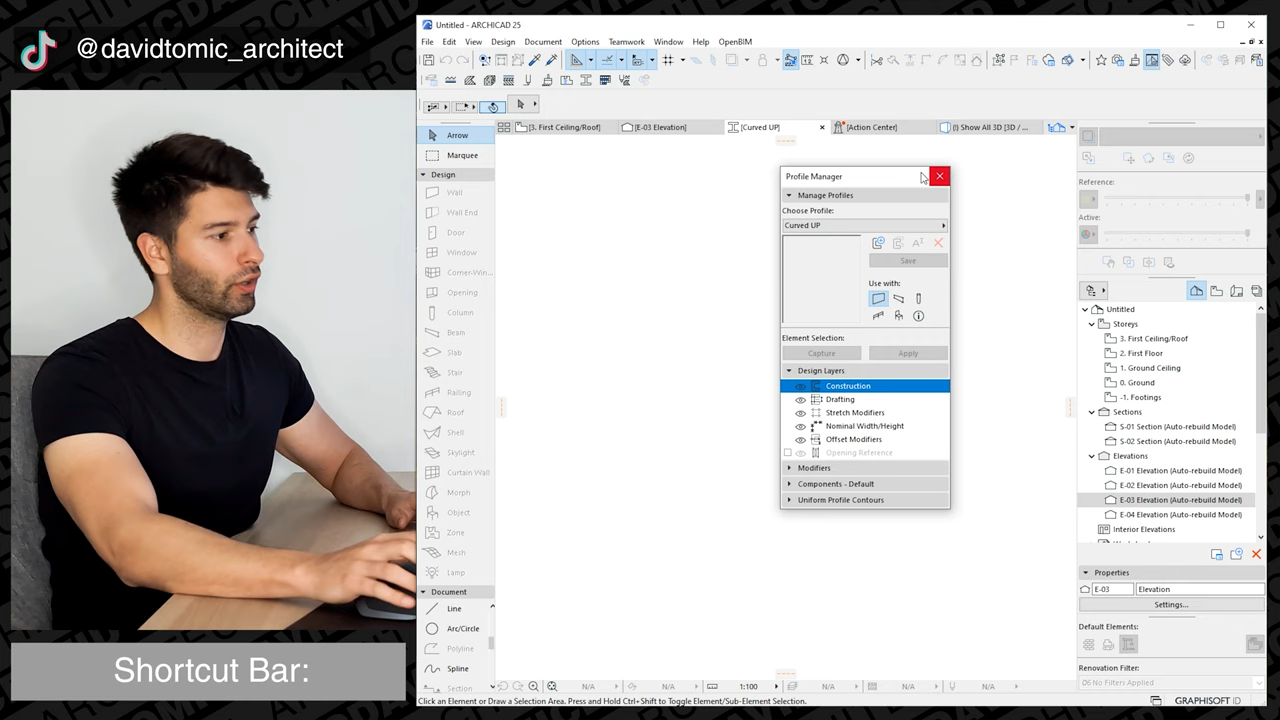 @davidtomic_architect
Untitled - ARCHICAD 25
File Edit View Design Document Options Teamwork Window Help OpenBIM
[3. First Ceiling/Roof] [E-03 Elevation] [Curved UP] [Action Center] (!) Show All 3D [3D / ...
Arrow
Marquee
Design
Wall
Wall End
Door
Window
Corner-Win...
Opening
Column
Beam
Slab
Stair
Railing
Roof
Shell
Skylight
Curtain Wall
Morph
Object
Zone
Mesh
Lamp
Document
Line
Arc/Circle
Polyline
Spline
Section
Profile Manager
Manage Profiles
Choose Profile:
Curved UP
Save
Use with:
Element Selection:
Capture Apply
Design Layers
Construction
Drafting
Stretch Modifiers
Nominal Width/Height
Offset Modifiers
Opening Reference
Modifiers
Components - Default
Uniform Profile Contours
Reference:
Active:
Untitled
Storeys
3. First Ceiling/Roof
2. First Floor
1. Ground Ceiling
0. Ground
-1. Footings
Sections
S-01 Section (Auto-rebuild Model)
S-02 Section (Auto-rebuild Model)
Elevations
E-01 Elevation (Auto-rebuild Model)
E-02 Elevation (Auto-rebuild Model)
E-03 Elevation (Auto-rebuild Model)
E-04 Elevation (Auto-rebuild Model)
Interior Elevations
Properties
E-03 Elevation
Settings...
Default Elements:
Renovation Filter:
06 No Filters Applied
N/A N/A 1:100 N/A N/A N/A
Click an Element or Draw a Selection Area. Press and Hold Ctrl+Shift to Toggle Element/Sub-Element Selection.
GRAPHISOFT ID
Shortcut Bar: